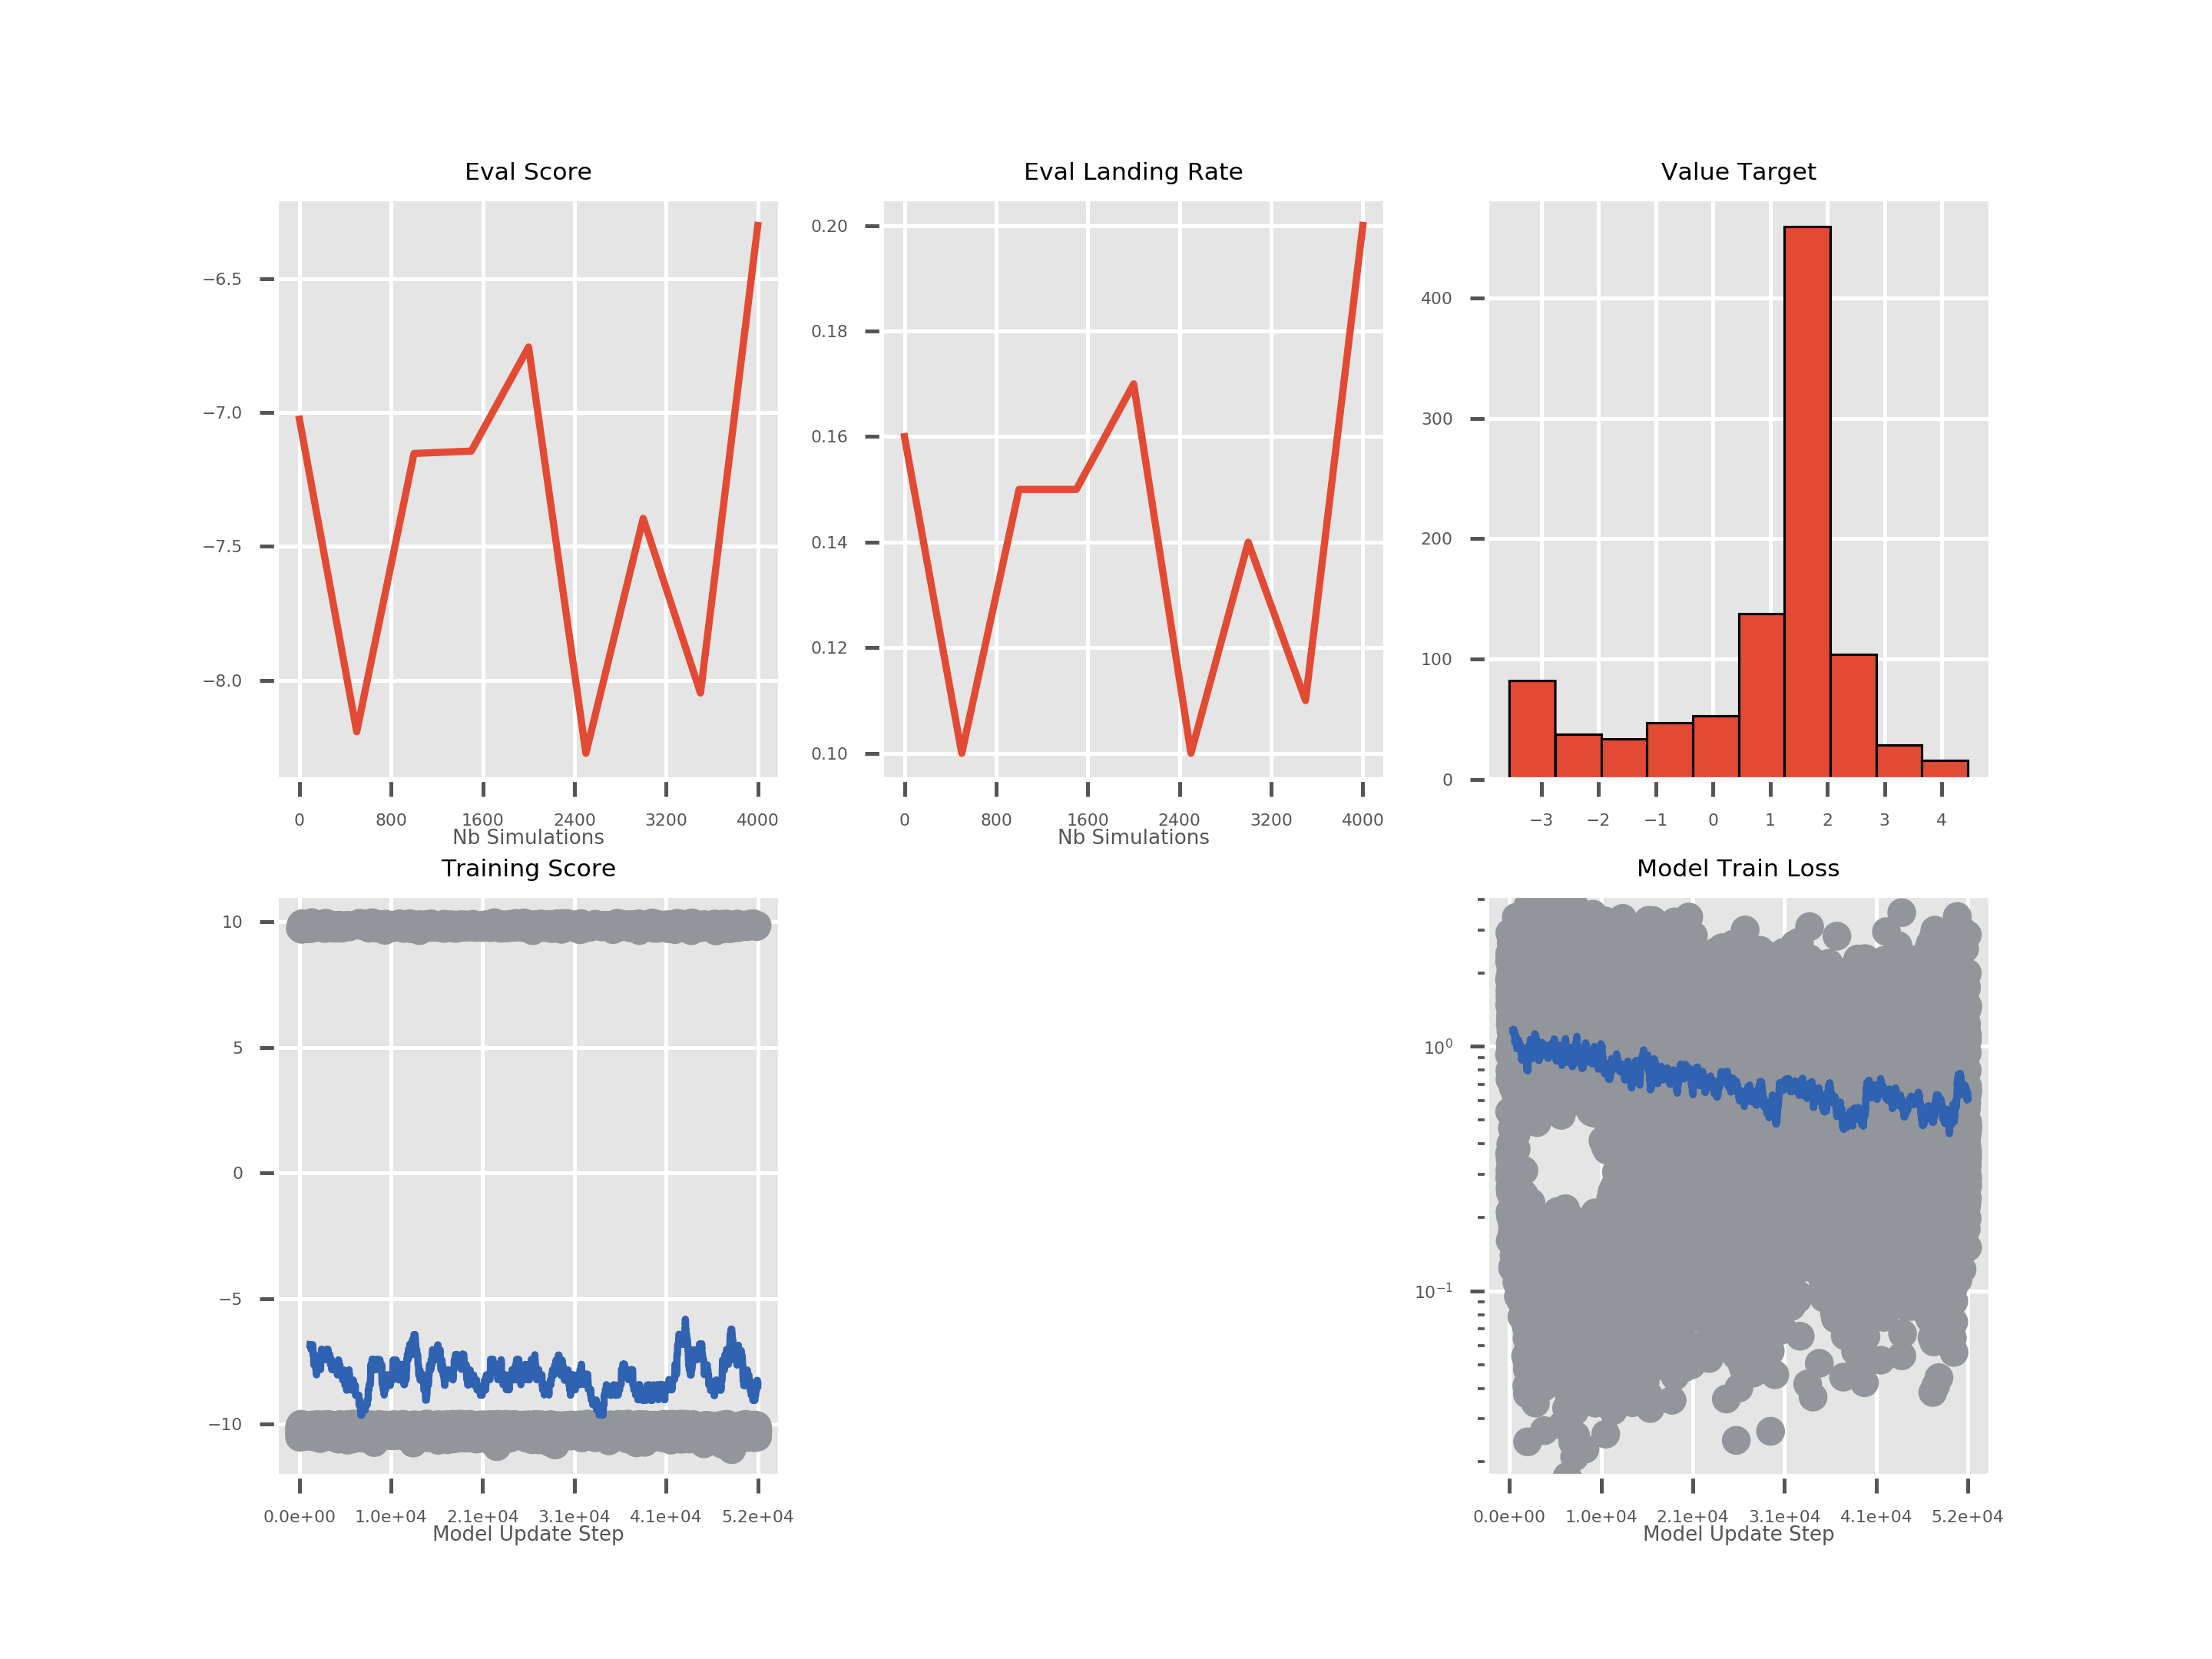 Eval Score
−6.5
−7.0
−7.5
−8.0
0 800 1600 2400 3200 4000
Nb Simulations
Eval Landing Rate
0.20
0.18
0.16
0.14
0.12
0.10
0 800 1600 2400 3200 4000
Nb Simulations
Value Target
400
300
200
100
0
−3 −2 −1 0 1 2 3 4
Training Score
10
5
0
−5
−10
0.0e+00 1.0e+04 2.1e+04 3.1e+04 4.1e+04 5.2e+04
Model Update Step
Model Train Loss
10⁰
10⁻¹
0.0e+00 1.0e+04 2.1e+04 3.1e+04 4.1e+04 5.2e+04
Model Update Step